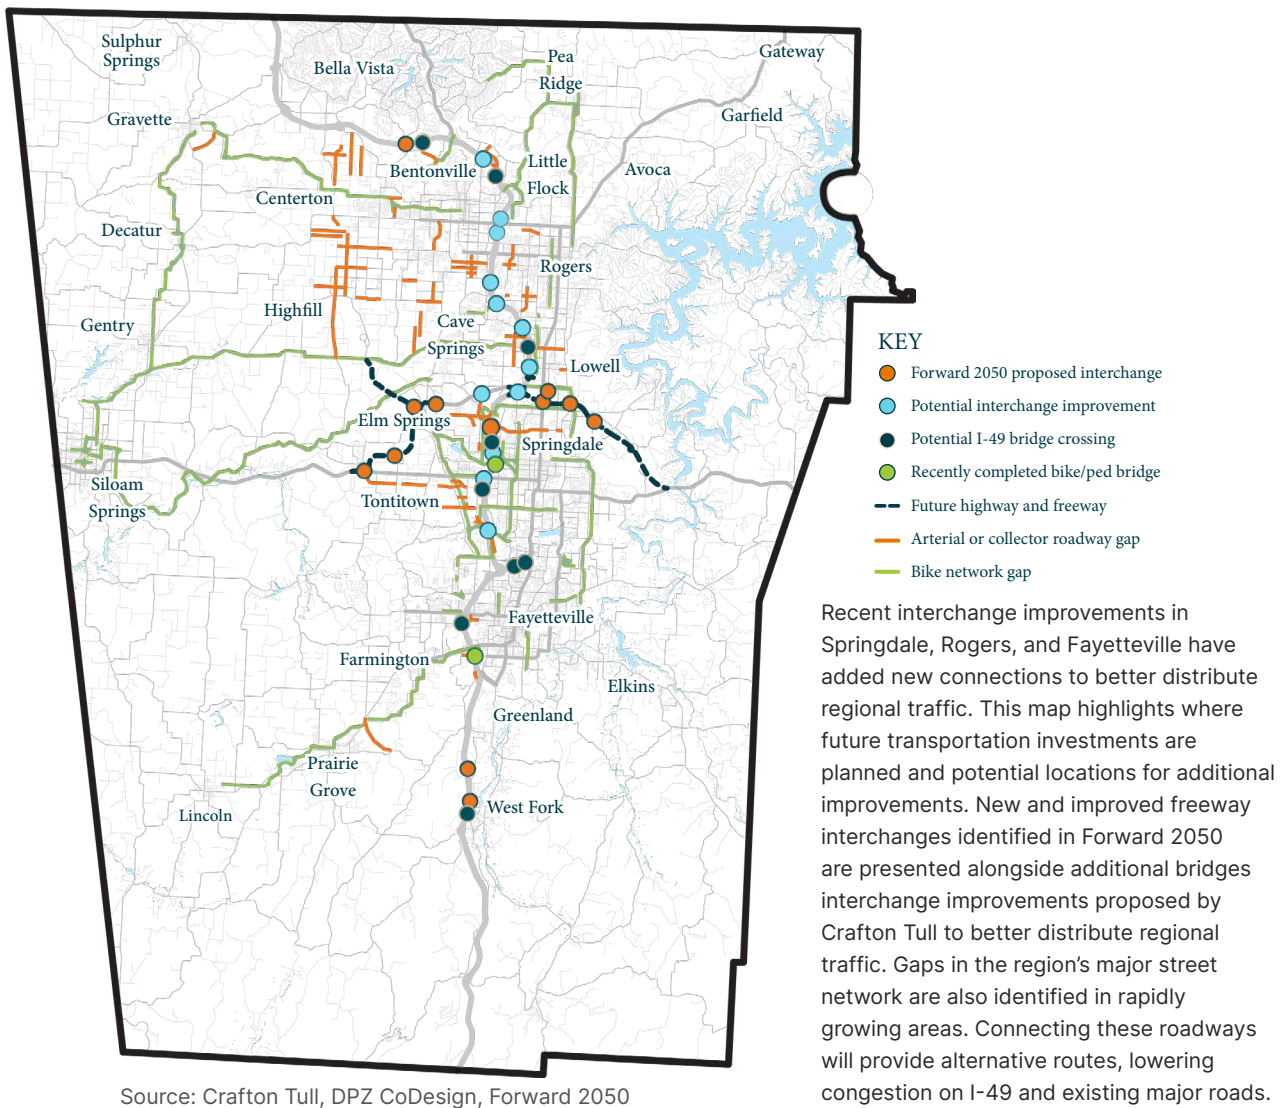 Sulphur
Springs
Bella Vista
Pea
Ridge
Gateway
Garfield
Gravette
Bentonville
Little
Flock
Avoca
Centerton
Decatur
Rogers
Highfill
Gentry
Cave
Springs
Lowell
Elm Springs
Springdale
Siloam
Springs
Tontitown
Fayetteville
Farmington
Elkins
Greenland
Prairie
Grove
West Fork
Lincoln
KEY
Forward 2050 proposed interchange
Potential interchange improvement
Potential I-49 bridge crossing
Recently completed bike/ped bridge
Future highway and freeway
Arterial or collector roadway gap
Bike network gap
Recent interchange improvements in
Springdale, Rogers, and Fayetteville have
added new connections to better distribute
regional traffic. This map highlights where
future transportation investments are
planned and potential locations for additional
improvements. New and improved freeway
interchanges identified in Forward 2050
are presented alongside additional bridges
interchange improvements proposed by
Crafton Tull to better distribute regional
traffic. Gaps in the region's major street
network are also identified in rapidly
growing areas. Connecting these roadways
will provide alternative routes, lowering
congestion on I-49 and existing major roads.
Source: Crafton Tull, DPZ CoDesign, Forward 2050